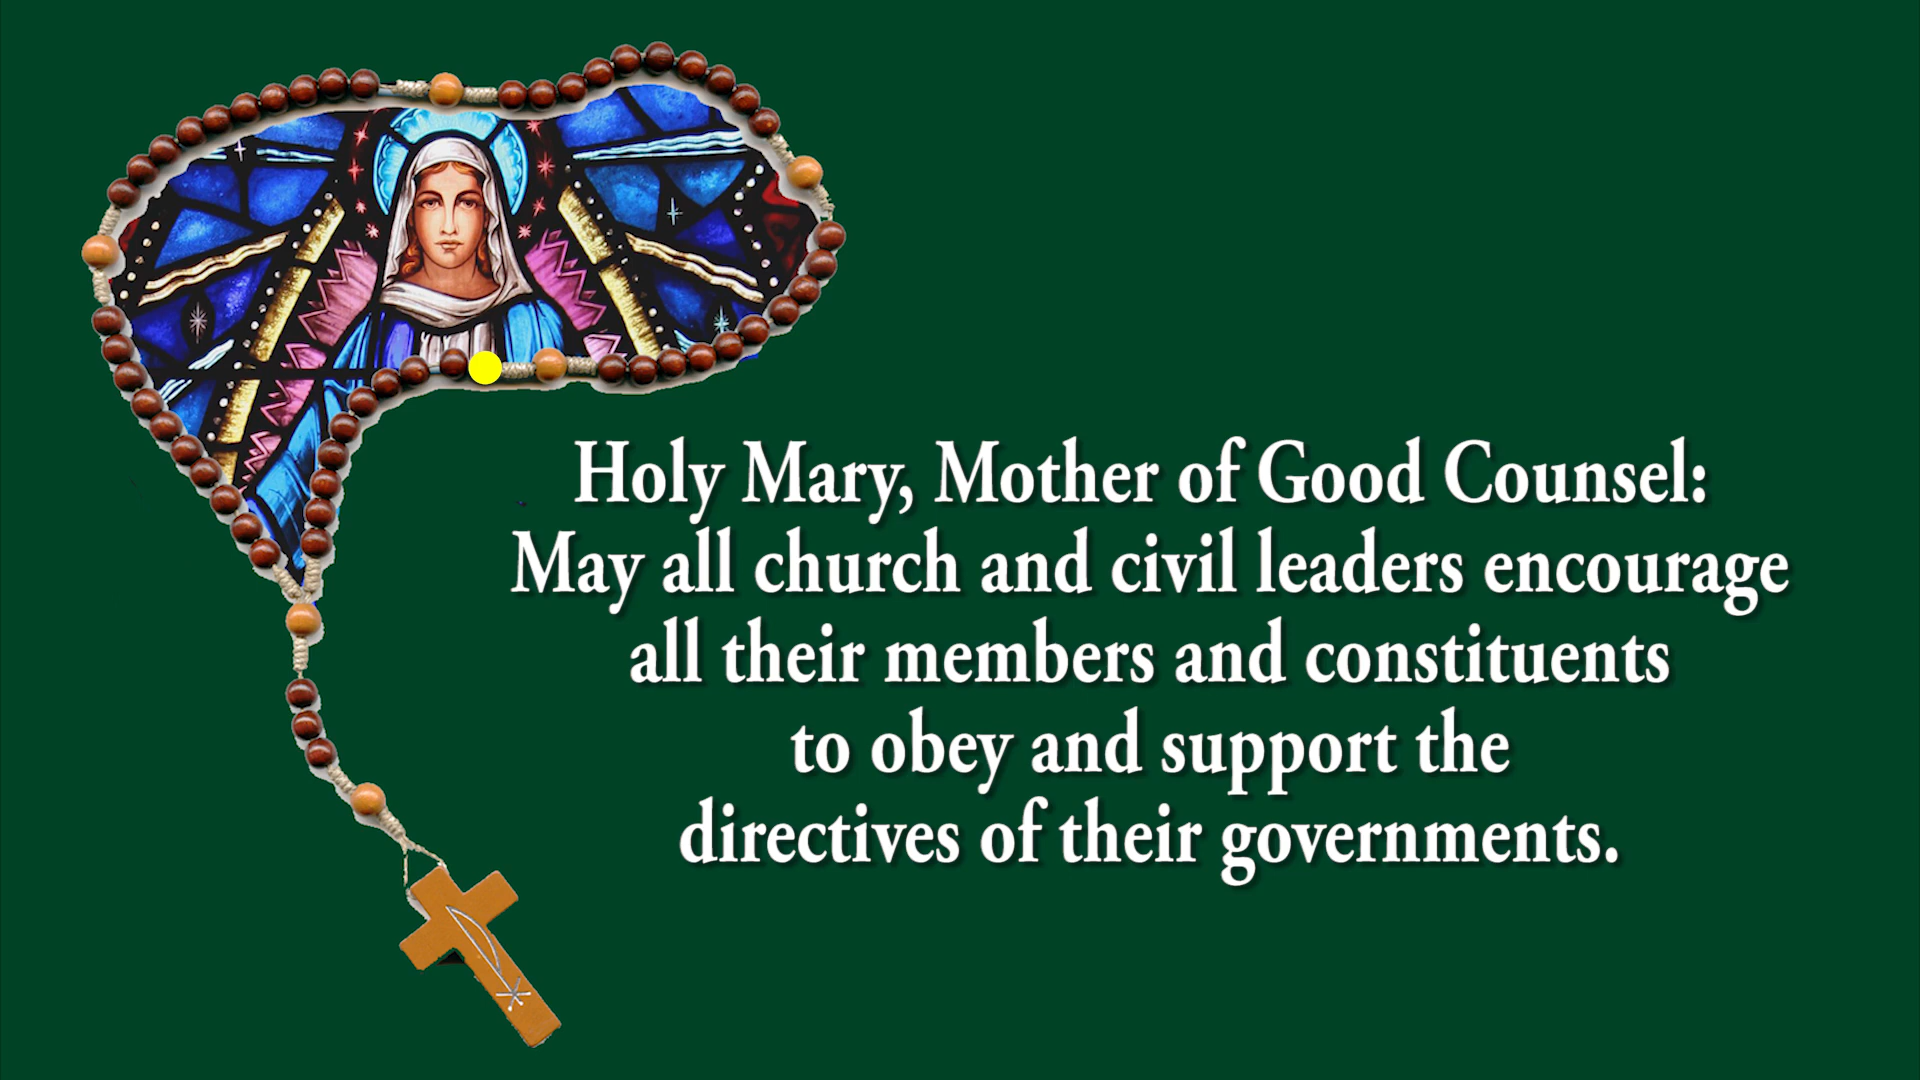 Holy Mary, Mother of Good Counsel:
May all church and civil leaders encourage
all their members and constituents
to obey and support the
directives of their governments.